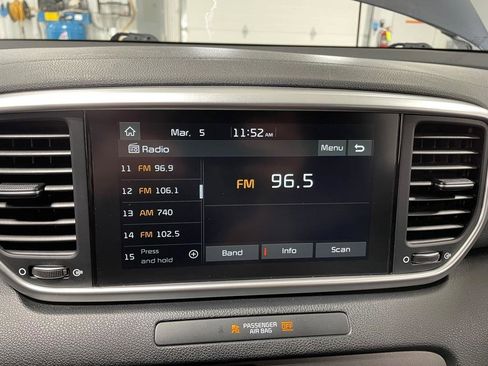 Mar. 5 11:52 AM
Radio Menu
11 FM 96.9
12 FM 106.1
13 AM 740
14 FM 102.5
15 Press and hold
FM 96.5
Band Info Scan
PASSENGER
AIR BAG OFF